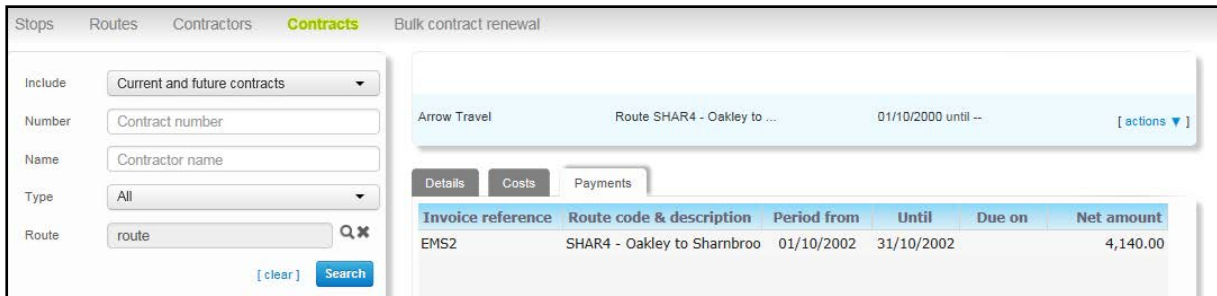 Stops Routes Contractors Contracts Bulk contract renewal
Include Current and future contracts
Number Contract number
Name Contractor name
Type All
Route route
[ clear ] Search
Arrow Travel Route SHAR4 - Oakley to ... 01/10/2000 until -- [ actions ▼ ]
Details Costs Payments
Invoice reference Route code & description Period from Until Due on Net amount
EMS2 SHAR4 - Oakley to Sharnbroo 01/10/2002 31/10/2002 4,140.00